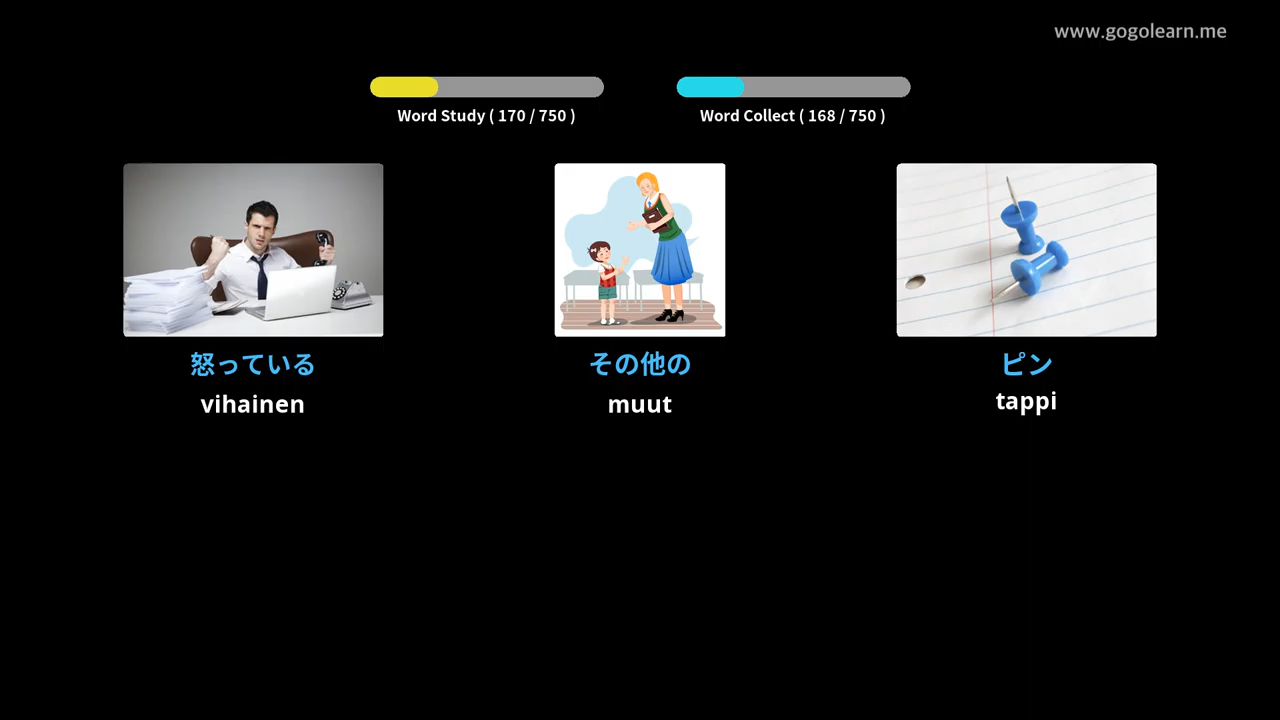 www.gogolearn.me
Word Study ( 170 / 750 )
Word Collect ( 168 / 750 )
怒っている
vihainen
その他の
muut
ピン
tappi